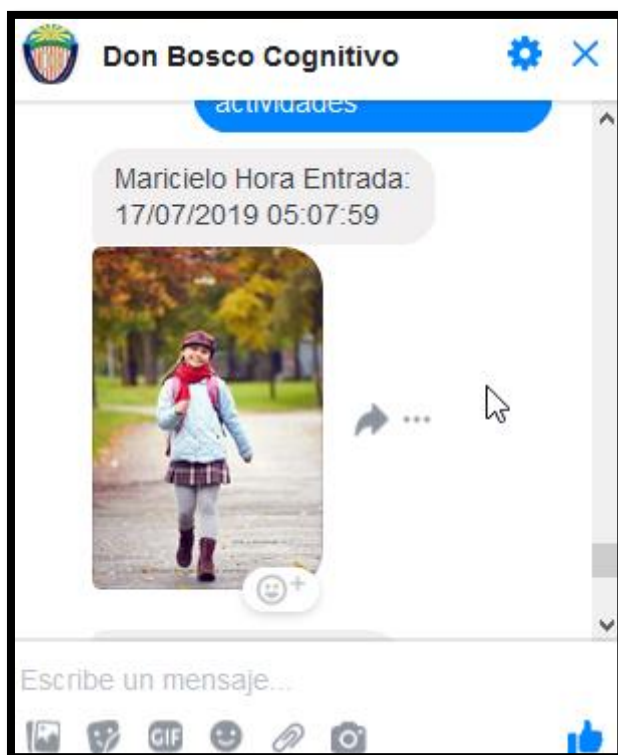 Don Bosco Cognitivo
actividades
Maricielo Hora Entrada:
17/07/2019 05:07:59
Escribe un mensaje...
GIF